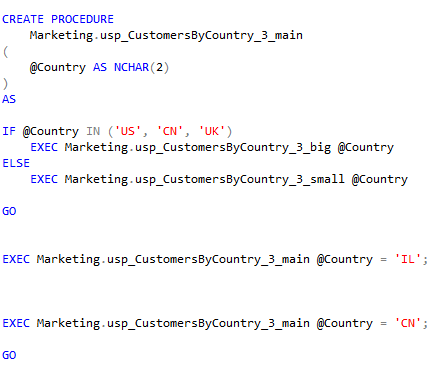 CREATE PROCEDURE
    Marketing.usp_CustomersByCountry_3_main
(
    @Country AS NCHAR(2)
)
AS

IF @Country IN ('US', 'CN', 'UK')
    EXEC Marketing.usp_CustomersByCountry_3_big @Country
ELSE
    EXEC Marketing.usp_CustomersByCountry_3_small @Country

GO

EXEC Marketing.usp_CustomersByCountry_3_main @Country = 'IL';

EXEC Marketing.usp_CustomersByCountry_3_main @Country = 'CN';

GO